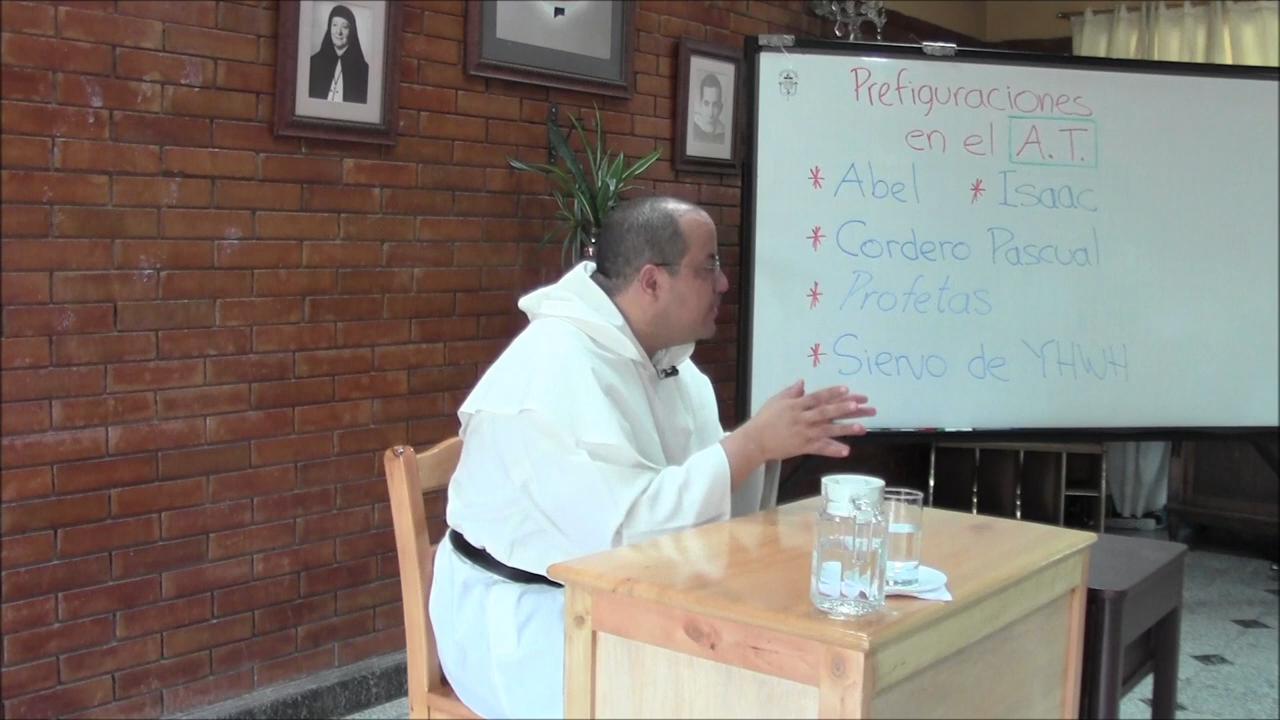 Prefiguraciones
en el A.T.
* Abel * Isaac
* Cordero Pascual
* Profetas
* Siervo de YHWH